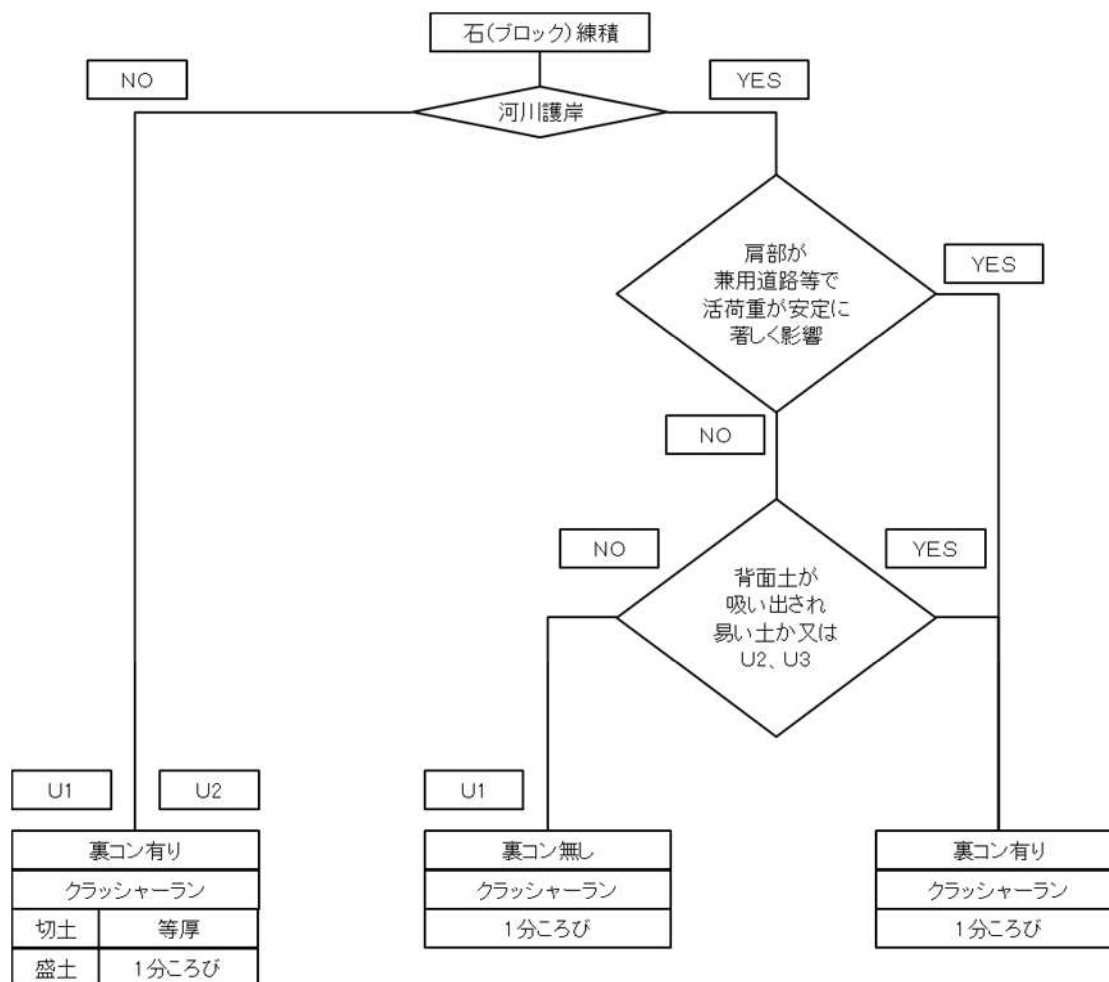 石(ブロック)練積
NO
YES
河川護岸
肩部が
兼用道路等で
活荷重が安定に
著しく影響
YES
NO
NO
YES
背面土が
吸い出され
易い土か又は
U2、U3
U1
U2
U1
裏コン有り
クラッシャーラン
切土 等厚
盛土 1分ころび
裏コン無し
クラッシャーラン
1分ころび
裏コン有り
クラッシャーラン
1分ころび